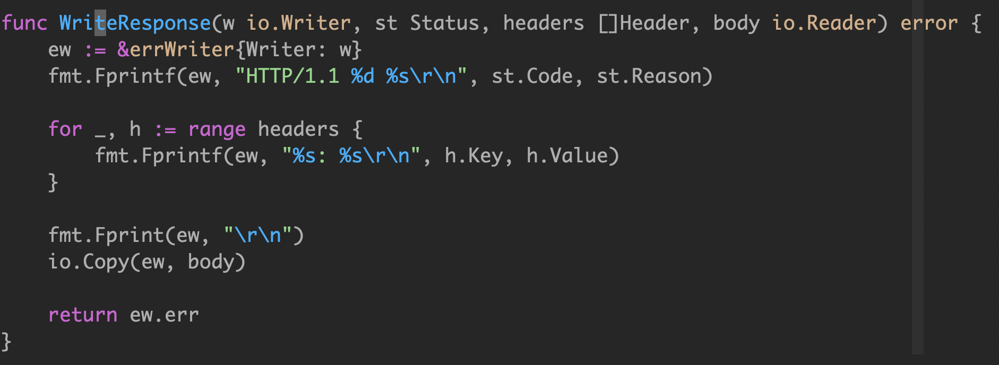 func WriteResponse(w io.Writer, st Status, headers []Header, body io.Reader) error {
    ew := &errWriter{Writer: w}
    fmt.Fprintf(ew, "HTTP/1.1 %d %s\r\n", st.Code, st.Reason)

    for _, h := range headers {
        fmt.Fprintf(ew, "%s: %s\r\n", h.Key, h.Value)
    }

    fmt.Fprint(ew, "\r\n")
    io.Copy(ew, body)

    return ew.err
}